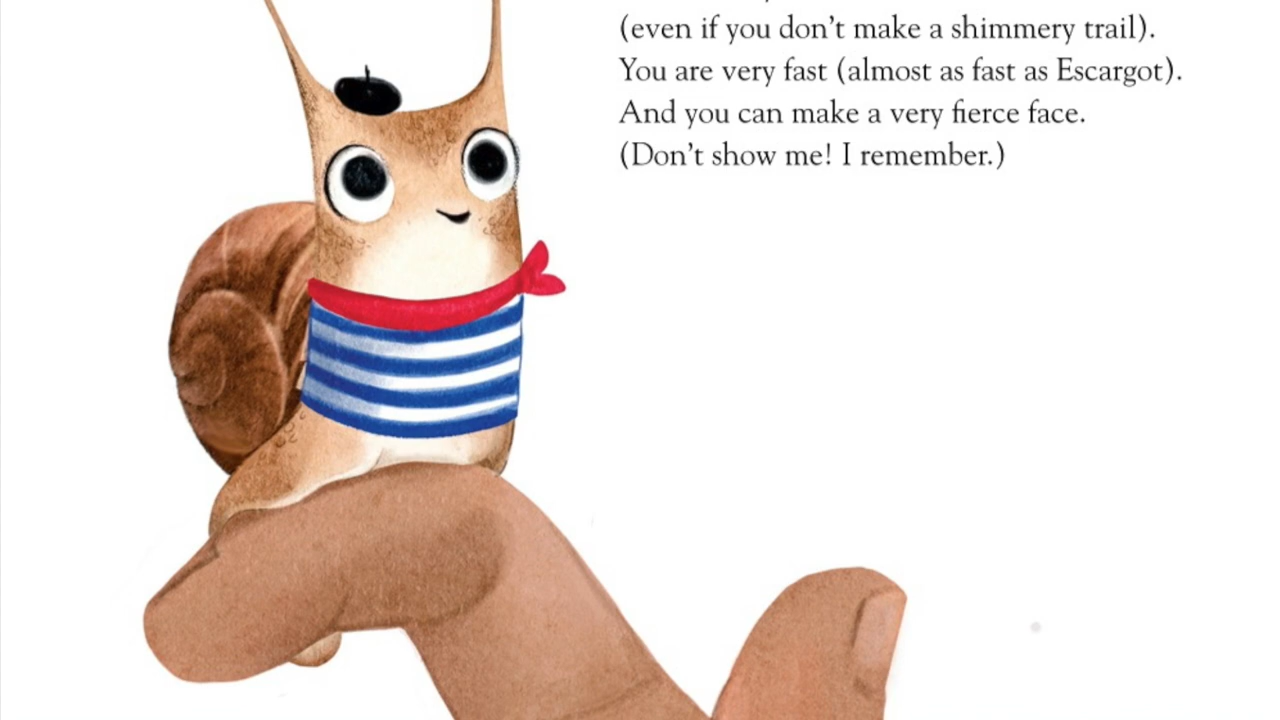 (even if you don't make a shimmery trail).
You are very fast (almost as fast as Escargot).
And you can make a very fierce face.
(Don't show me! I remember.)